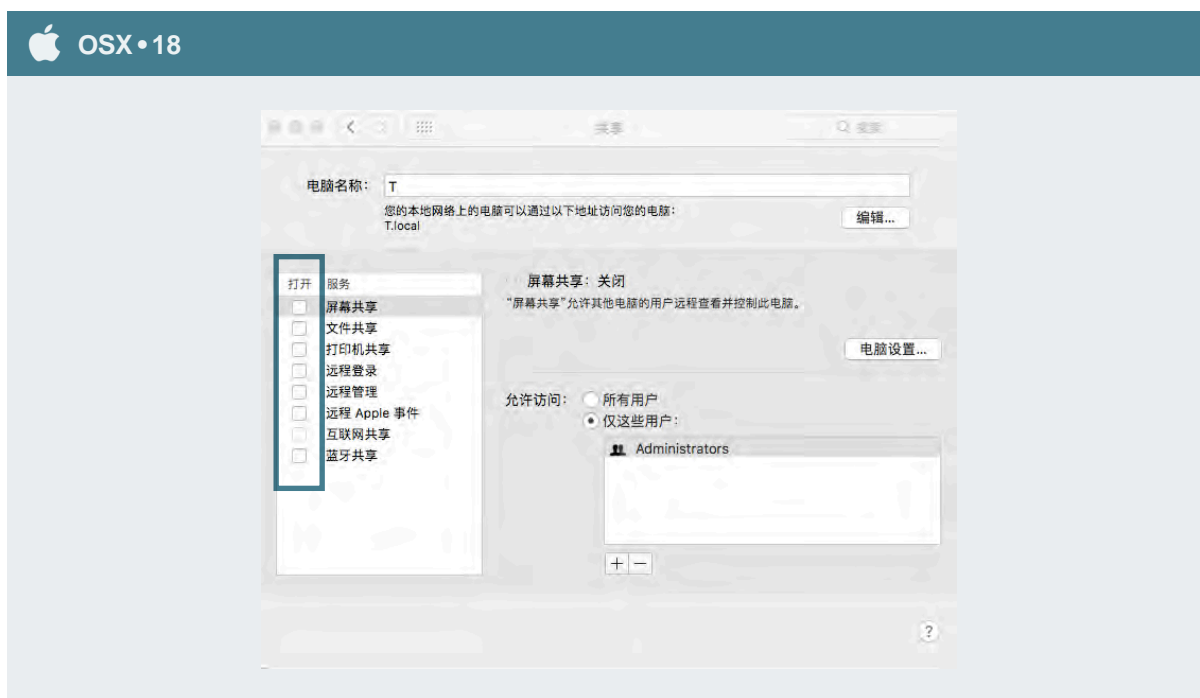 OSX•18
共享
搜索
电脑名称： T
您的本地网络上的电脑可以通过以下地址访问您的电脑：
T.local
编辑...
打开 服务
屏幕共享
文件共享
打印机共享
远程登录
远程管理
远程 Apple 事件
互联网共享
蓝牙共享
屏幕共享：关闭
“屏幕共享”允许其他电脑的用户远程查看并控制此电脑。
电脑设置...
允许访问： 所有用户
仅这些用户：
Administrators
+ −
?